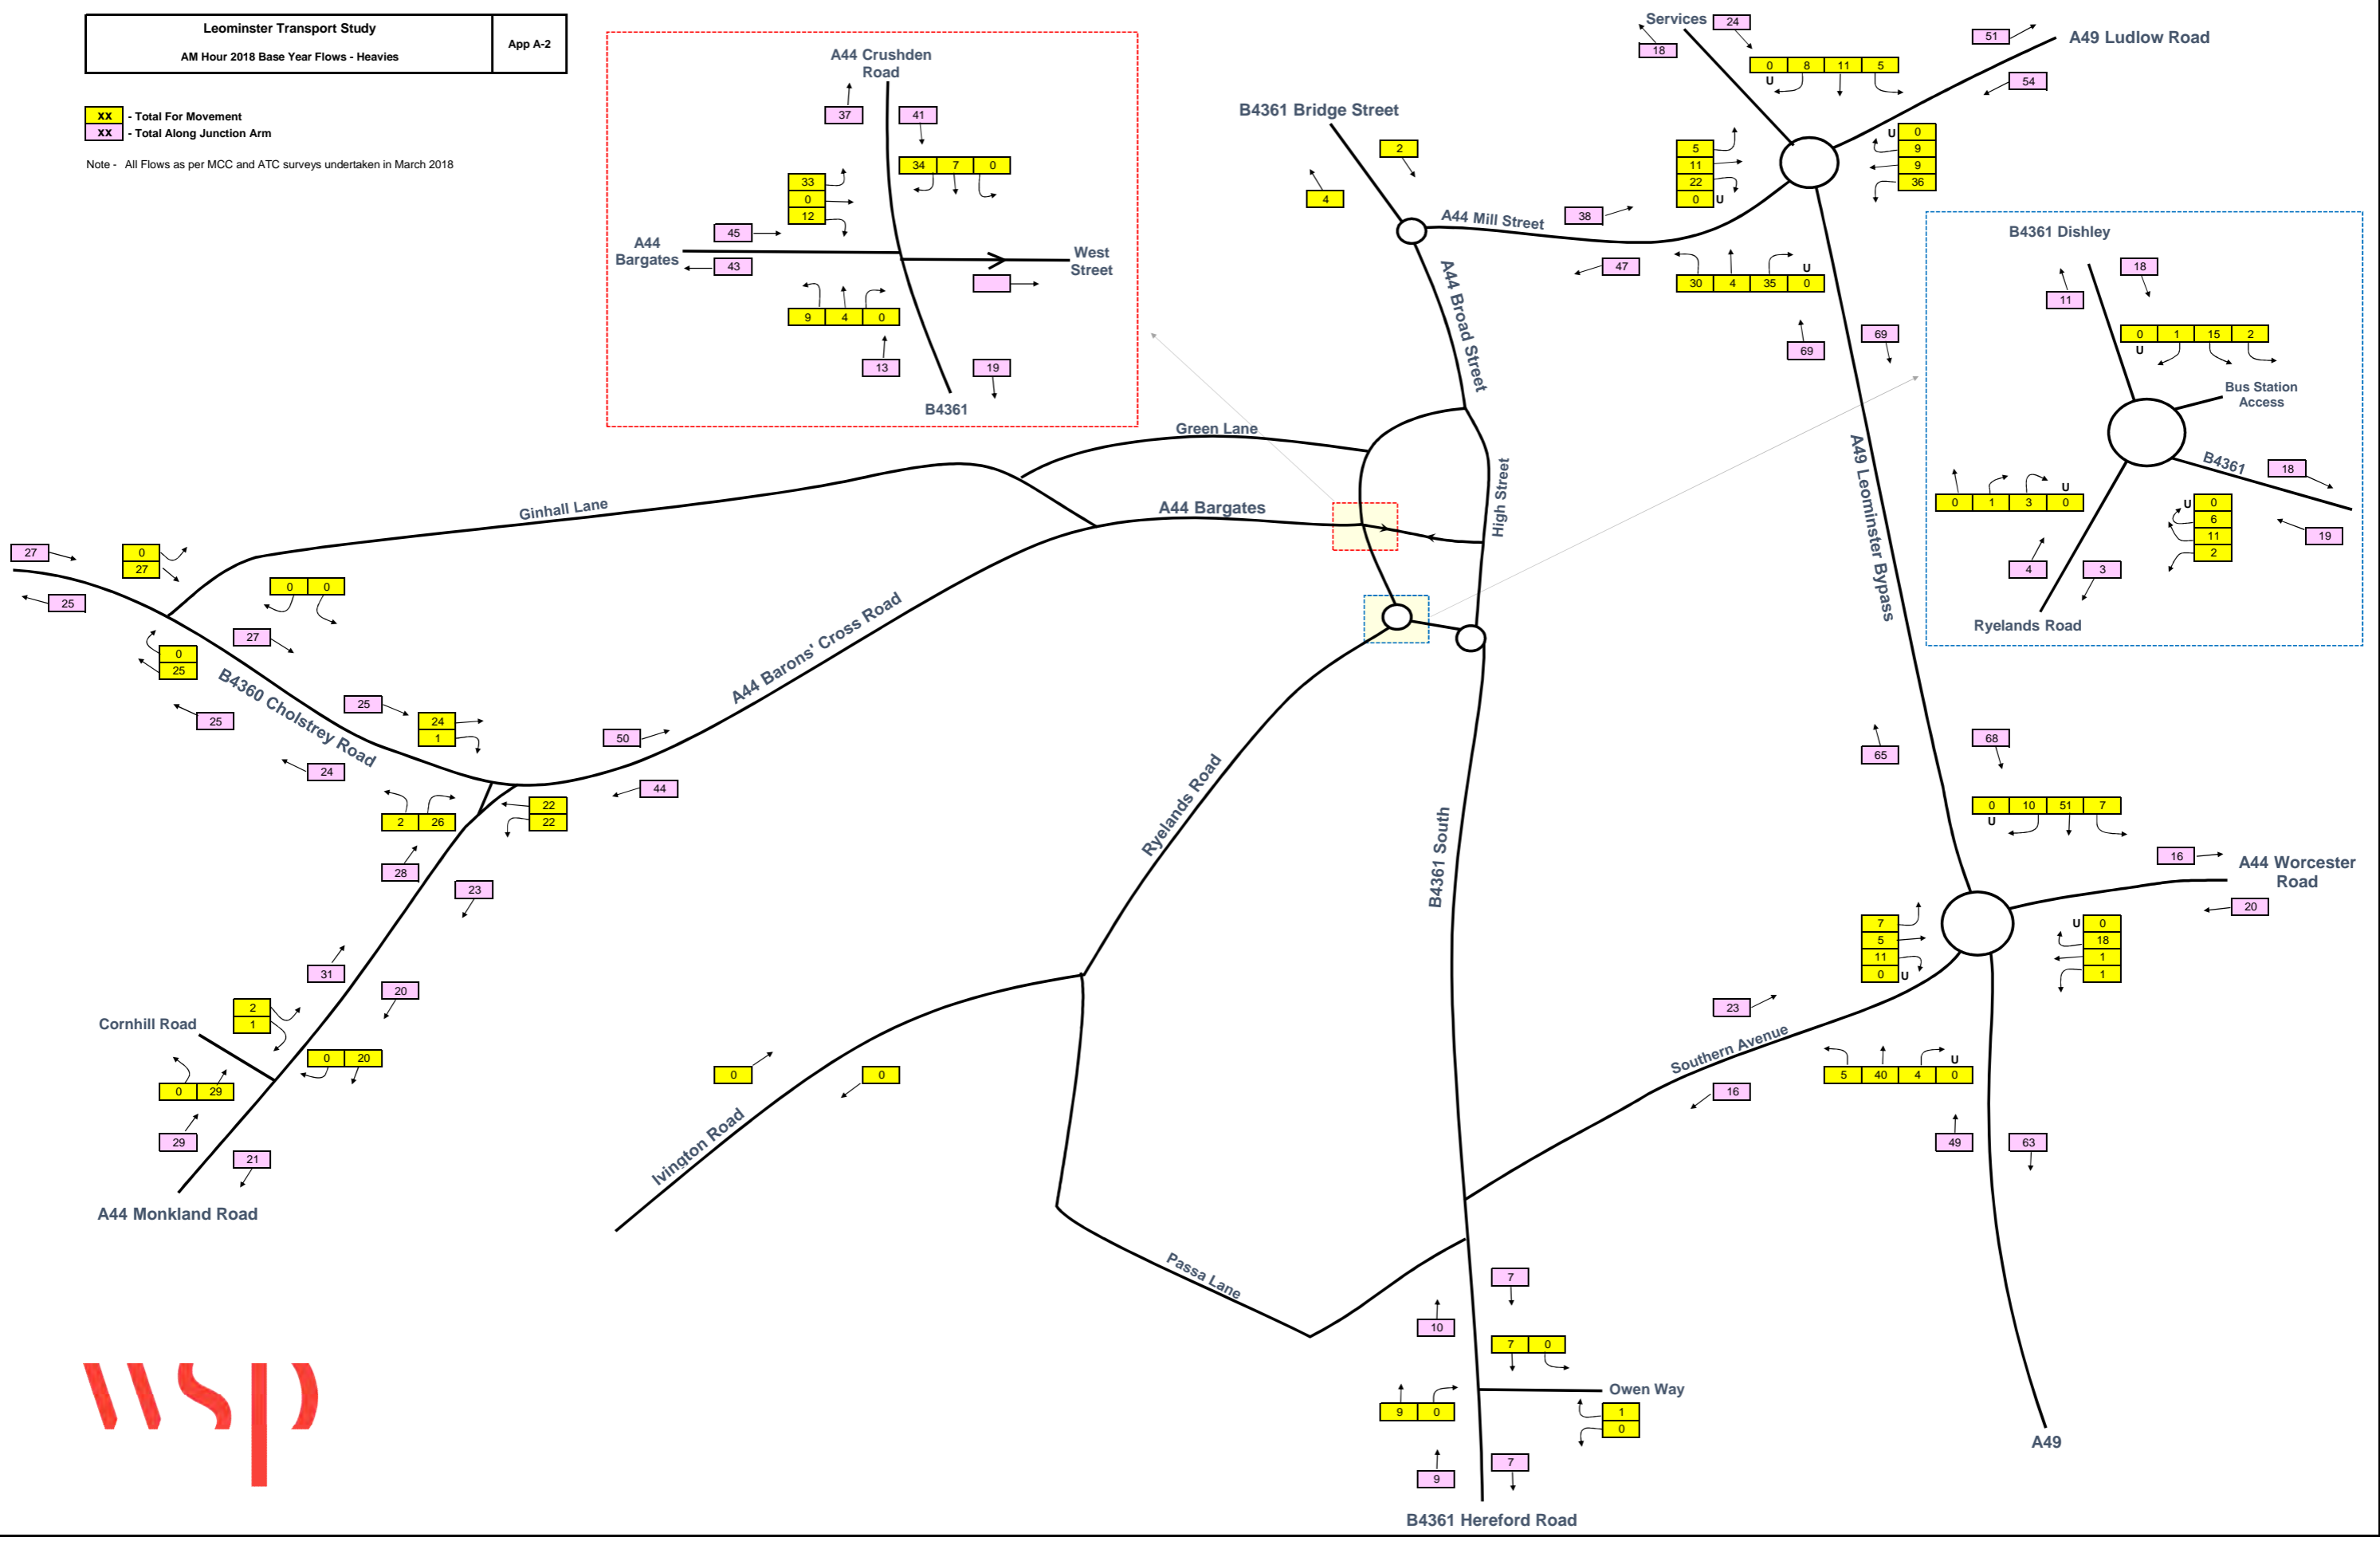 Leominster Transport Study
AM Hour 2018 Base Year Flows - Heavies
App A-2
xx - Total For Movement
xx - Total Along Junction Arm
Note - All Flows as per MCC and ATC surveys undertaken in March 2018
A44 Crushden
Road
37
41
34 7 0
33
0
12
45
A44
Bargates
43
West
Street
9 4 0
13
19
B4361
B4361 Bridge Street
2
4
Services
24
18
0 8 11 5
U
51
A49 Ludlow Road
54
5
11
22
0 U
U 0
9
9
36
A44 Mill Street
38
47
U
30 4 35 0
69
69
A44 Broad Street
B4361 Dishley
18
11
0 1 15 2
U
Bus Station
Access
B4361
18
U
0 1 3 0
U 0
6
11
2
19
4
3
Ryelands Road
Green Lane
Ginhall Lane
A44 Bargates
High Street
A49 Leominster Bypass
27
0
27
25
0 0
27
0
25
25
B4360 Cholstrey Road
25
24
1
24
50
44
A44 Barons' Cross Road
2 26
22
22
28
23
31
20
Cornhill Road
2
1
0 20
0 29
29
21
A44 Monkland Road
Ryelands Road
B4361 South
Ivington Road
0
0
65
68
0 10 51 7
U
16
A44 Worcester
Road
20
7
5
11
0 U
U 0
18
1
1
23
Southern Avenue
16
U
5 40 4 0
49
63
A49
Passa Lane
7
10
7 0
Owen Way
9 0
1
0
9
7
B4361 Hereford Road
wsp